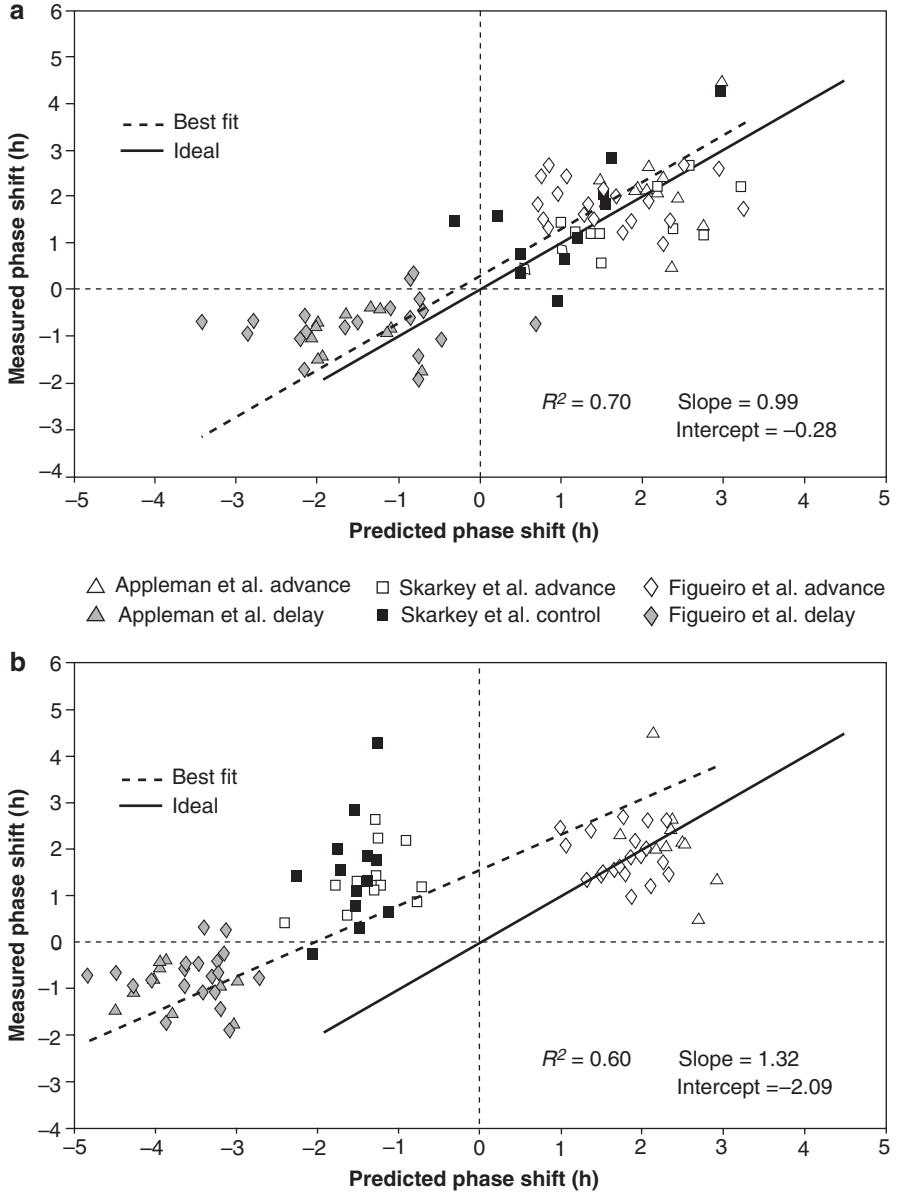 a
6
5
4
3
2
1
0
–1
–2
–3
–4
Measured phase shift (h)
Best fit
Ideal
R² = 0.70 Slope = 0.99
Intercept = –0.28
–5 –4 –3 –2 –1 0 1 2 3 4 5
Predicted phase shift (h)
Appleman et al. advance Skarkey et al. advance Figueiro et al. advance
Appleman et al. delay Skarkey et al. control Figueiro et al. delay
b
6
5
4
3
2
1
0
–1
–2
–3
–4
Measured phase shift (h)
Best fit
Ideal
R² = 0.60 Slope = 1.32
Intercept =–2.09
–5 –4 –3 –2 –1 0 1 2 3 4 5
Predicted phase shift (h)